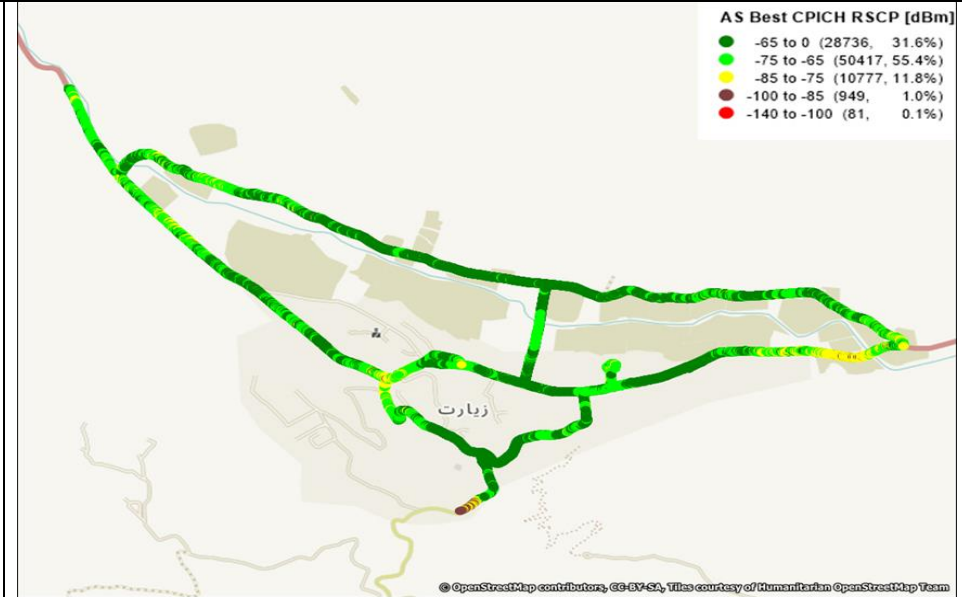 AS Best CPICH RSCP [dBm]
-65 to 0 (28736, 31.6%)
-75 to -65 (50417, 55.4%)
-85 to -75 (10777, 11.8%)
-100 to -85 (949, 1.0%)
-140 to -100 (81, 0.1%)
زيارت
© OpenStreetMap contributors, CC-BY-SA, Tiles courtesy of Humanitarian OpenStreetMap Team